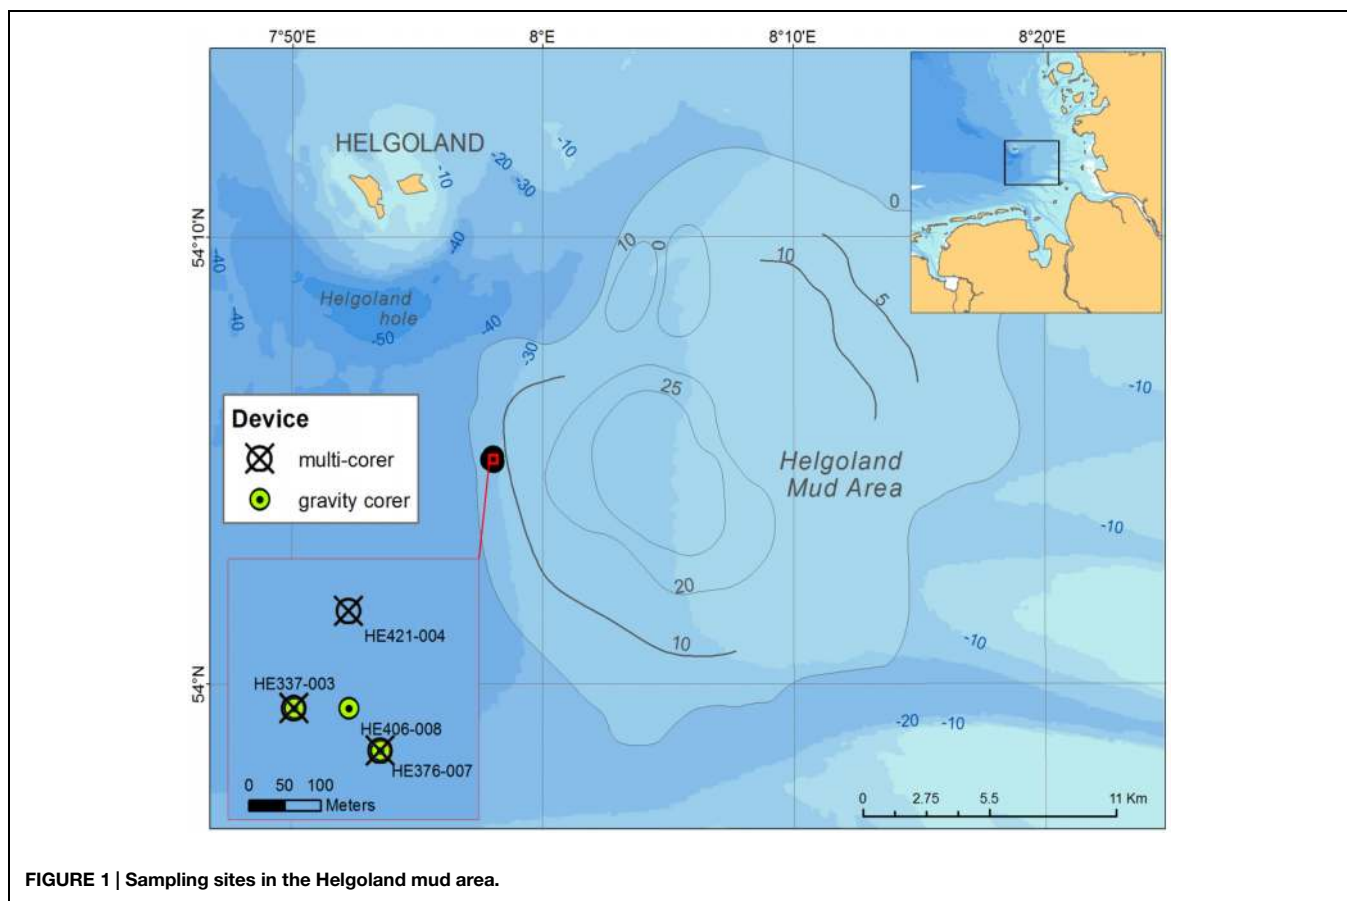 7°50'E 8°E 8°10'E 8°20'E
HELGOLAND
-10
-20
-30
-10
-10
0
54°10'N
-40
-40
-40
10
0
10
5
Helgoland
hole
-50
-40
-30
25
-10
Device
multi-corer
gravity corer
Helgoland
Mud Area
-10
20
10
-10
HE421-004
54°N
HE337-003
HE406-008
HE376-007
-20 -10
0 50 100
Meters
0 2.75 5.5 11 Km
FIGURE 1 | Sampling sites in the Helgoland mud area.